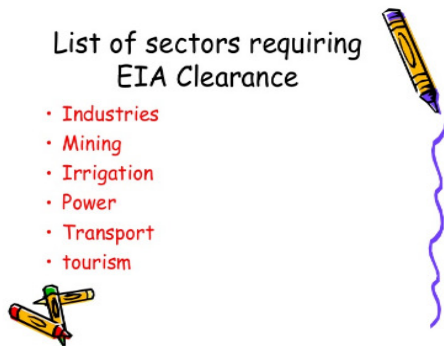 List of sectors requiring
EIA Clearance
• Industries
• Mining
• Irrigation
• Power
• Transport
• tourism